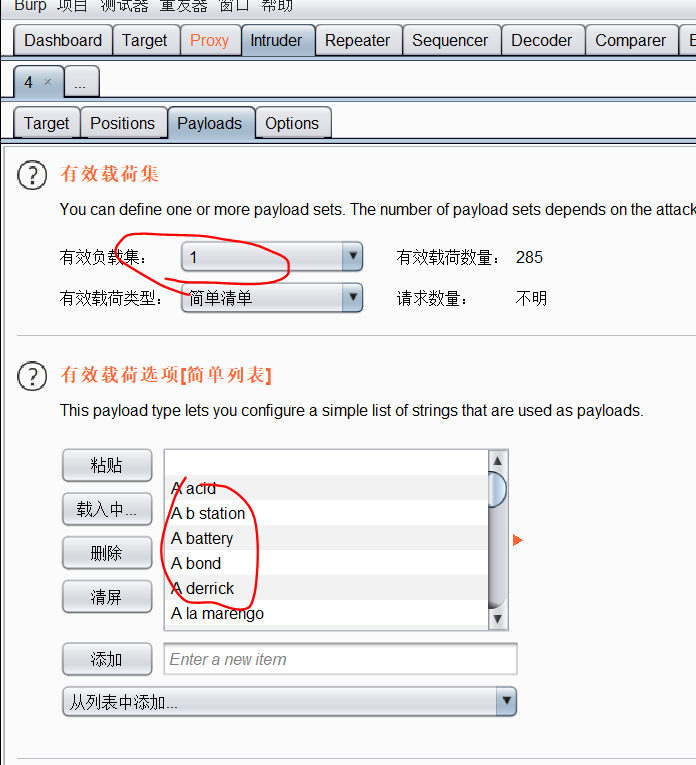 Burp 项目 测试器 重发器 窗口 帮助
Dashboard Target Proxy Intruder Repeater Sequencer Decoder Comparer
4 × ...
Target Positions Payloads Options
? 有效载荷集
You can define one or more payload sets. The number of payload sets depends on the attack
有效负载集: 1 有效载荷数量: 285
有效载荷类型: 简单清单 请求数量: 不明
? 有效载荷选项[简单列表]
This payload type lets you configure a simple list of strings that are used as payloads.
粘贴
载入中...
删除
清屏
A acid
A b station
A battery
A bond
A derrick
A la marengo
添加 Enter a new item
从列表中添加...